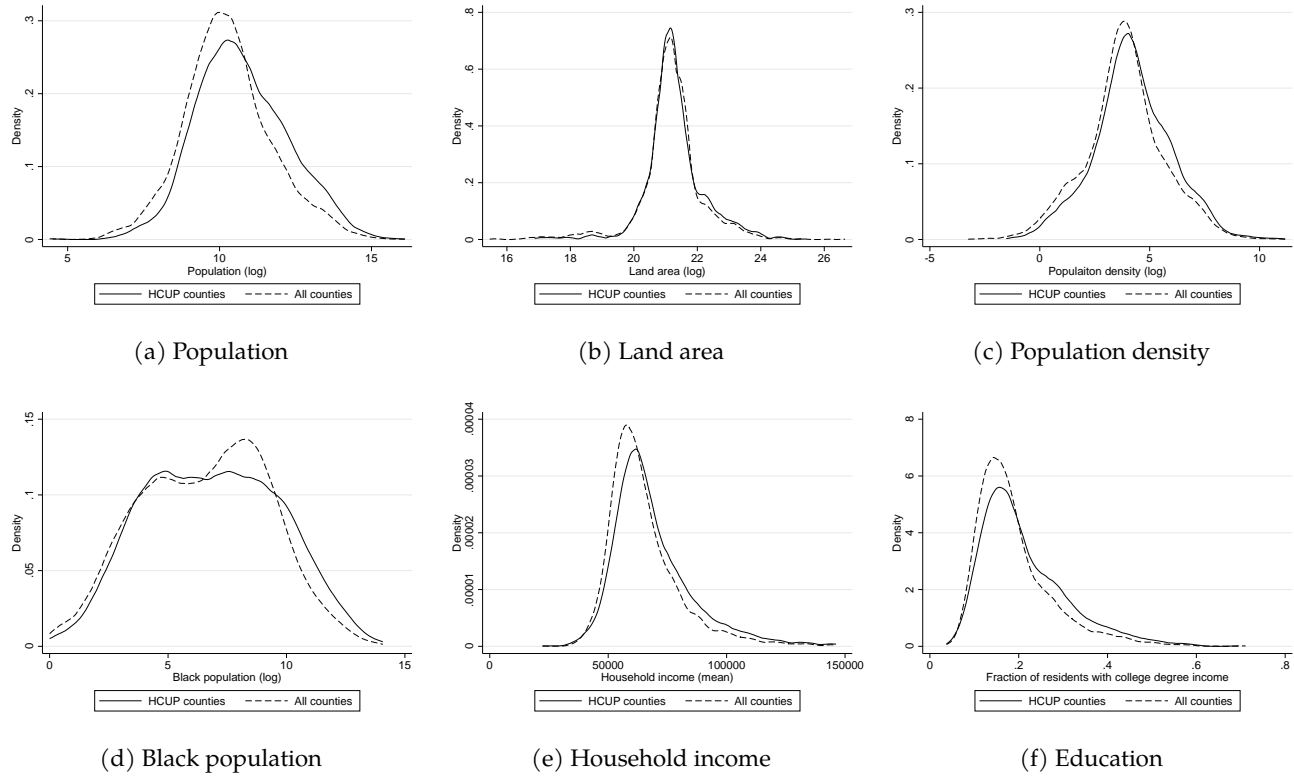 Density
0 .1 .2 .3
5 10 15
Population (log)
HCUP counties All counties
(a) Population
Density
0 .2 .4 .6 .8
16 18 20 22 24 26
Land area (log)
HCUP counties All counties
(b) Land area
Density
0 .1 .2 .3
-5 0 5 10
Populaiton density (log)
HCUP counties All counties
(c) Population density
Density
0 .05 .1 .15
0 5 10 15
Black population (log)
HCUP counties All counties
(d) Black population
Density
0 .00001 .00002 .00003 .00004
0 50000 100000 150000
Household income (mean)
HCUP counties All counties
(e) Household income
Density
0 2 4 6 8
0 .2 .4 .6 .8
Fraction of residents with college degree income
HCUP counties All counties
(f) Education